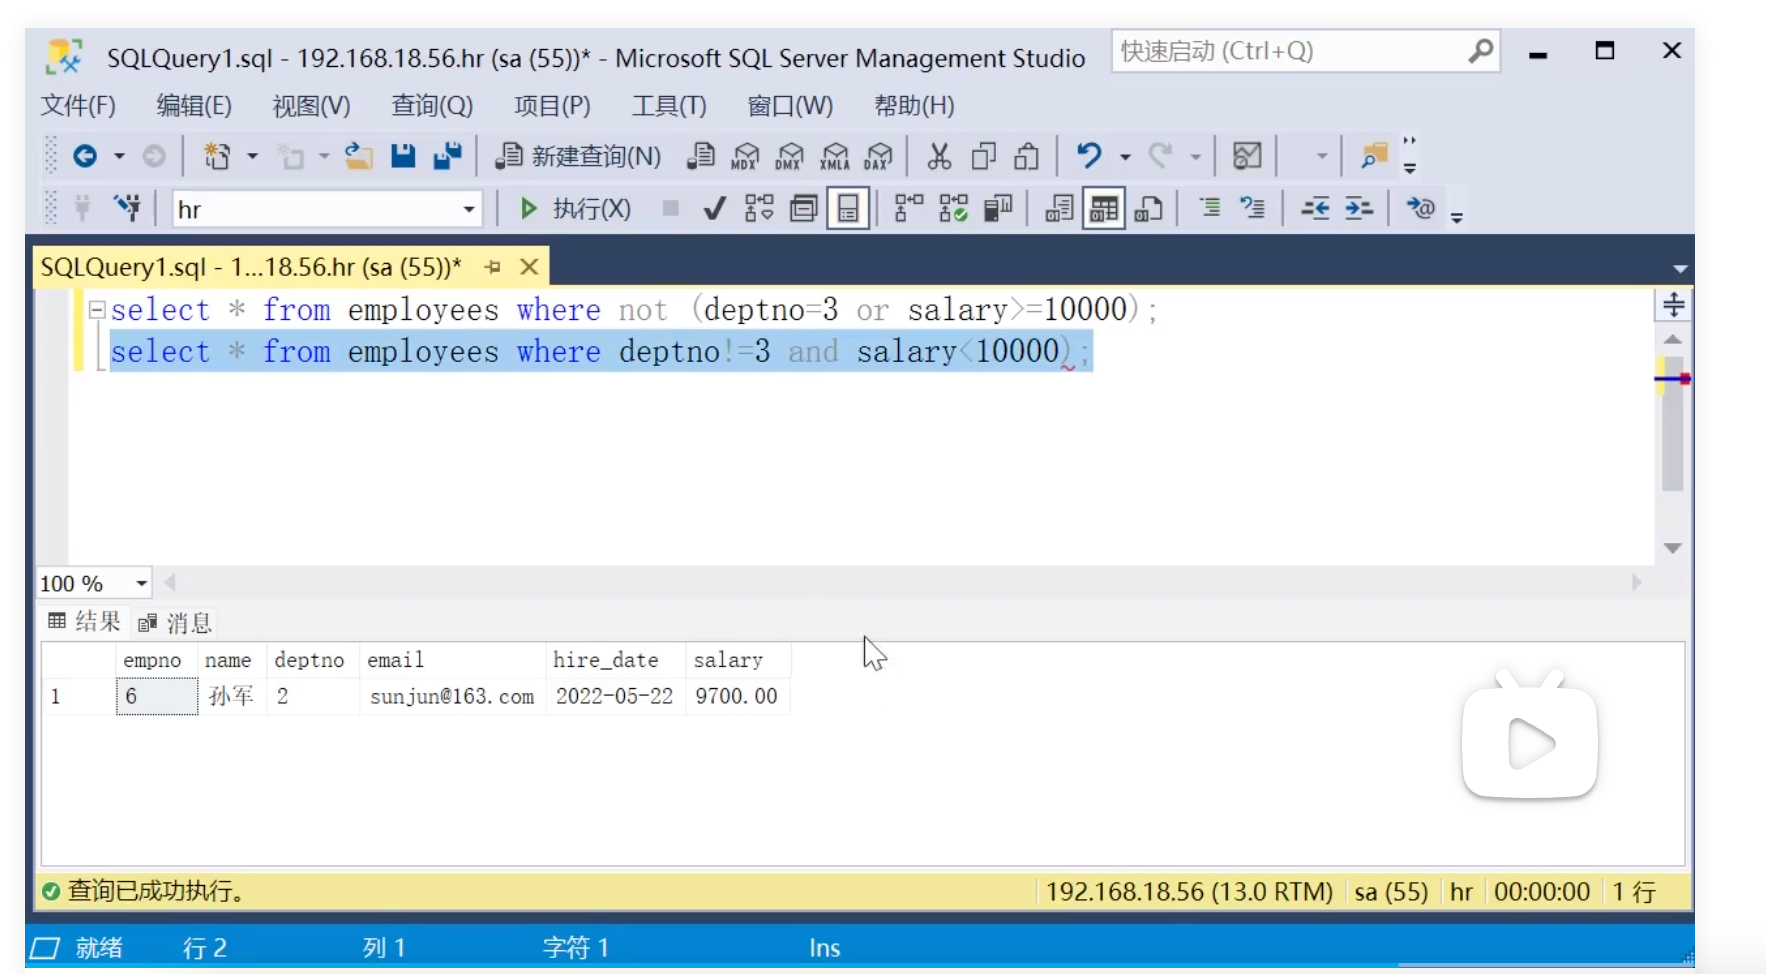 SQLQuery1.sql - 192.168.18.56.hr (sa (55))* - Microsoft SQL Server Management Studio
快速启动 (Ctrl+Q)
文件(F) 编辑(E) 视图(V) 查询(Q) 项目(P) 工具(T) 窗口(W) 帮助(H)
新建查询(N) MDX DMX XMLA DAX
hr 执行(X)
SQLQuery1.sql - 1...18.56.hr (sa (55))*
select * from employees where not (deptno=3 or salary>=10000);
select * from employees where deptno!=3 and salary<10000);
100 %
结果 消息
empno name deptno email hire_date salary
1 6 孙军 2 sunjun@163.com 2022-05-22 9700.00
查询已成功执行。 192.168.18.56 (13.0 RTM) sa (55) hr 00:00:00 1 行
就绪 行 2 列 1 字符 1 Ins